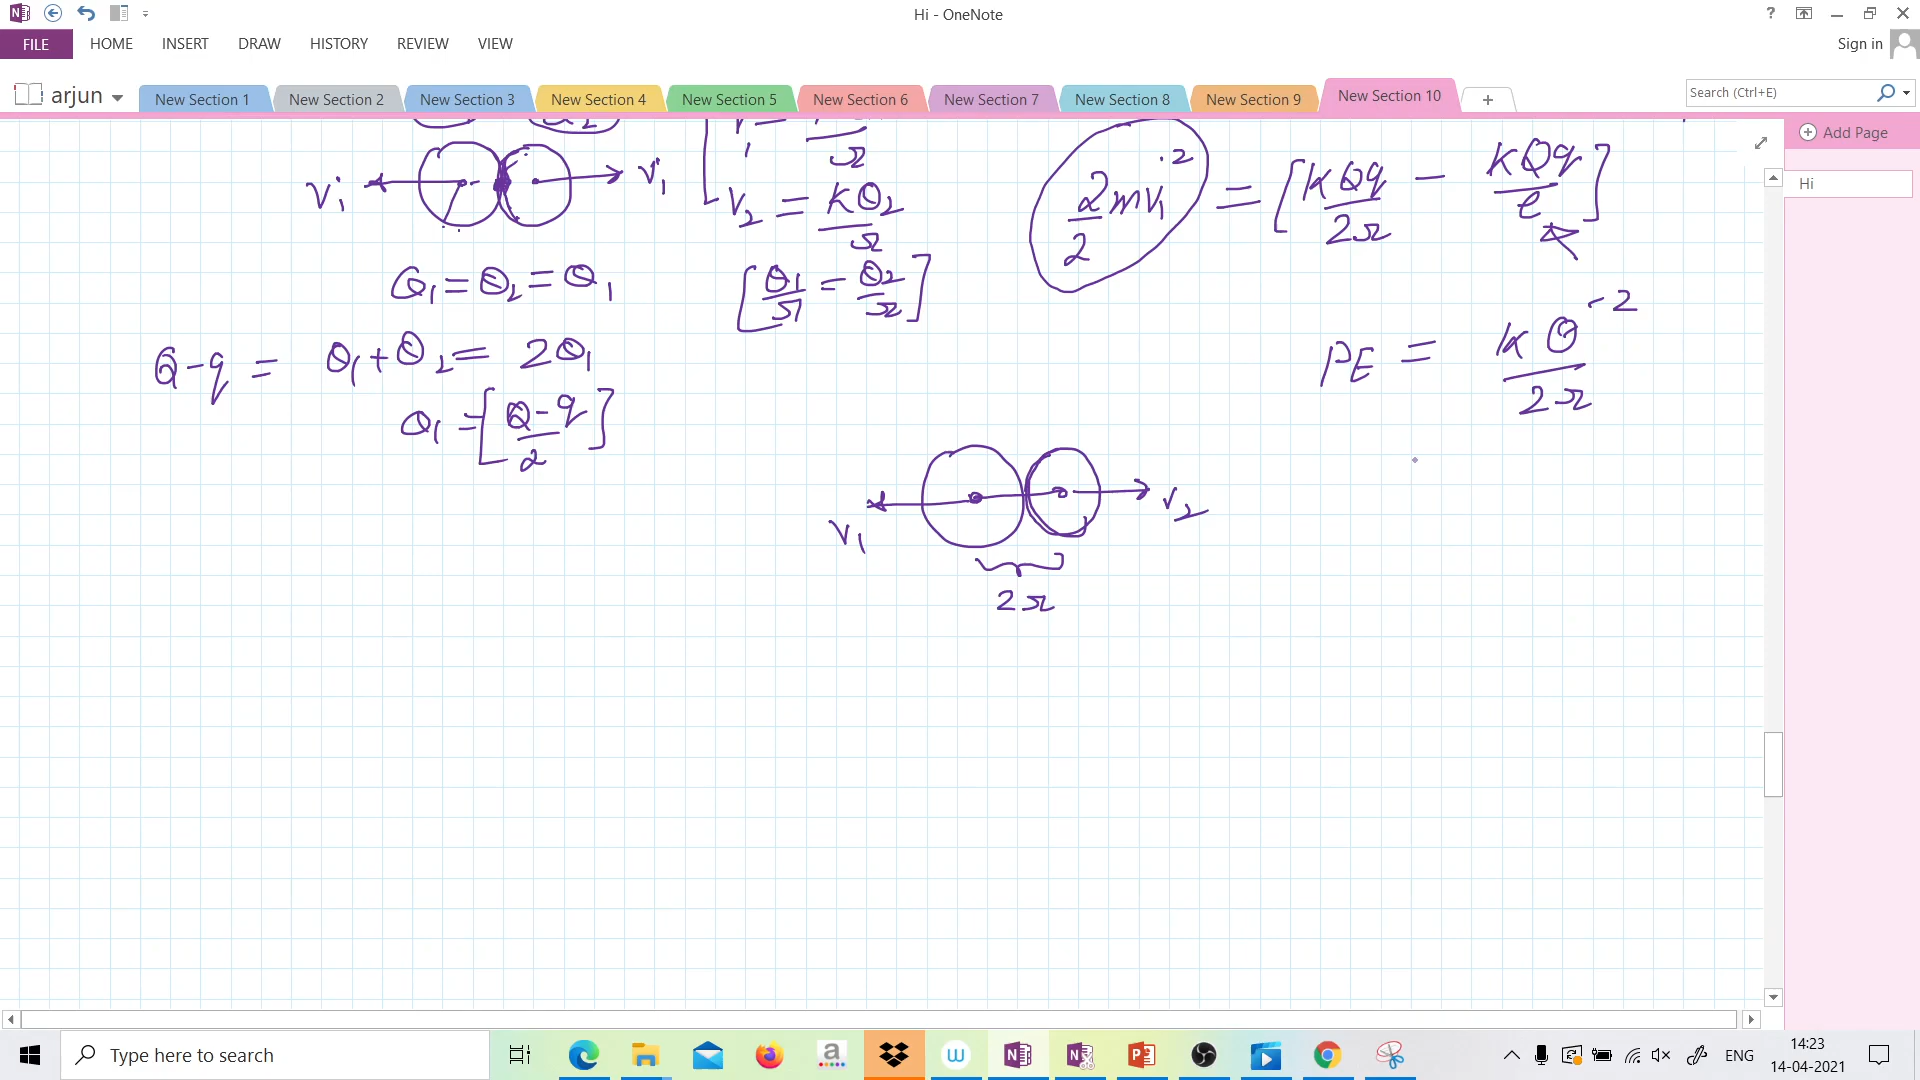 Hi - OneNote
?
FILE HOME INSERT DRAW HISTORY REVIEW VIEW
Sign in
arjun
New Section 1 New Section 2 New Section 3 New Section 4 New Section 5 New Section 6 New Section 7 New Section 8 New Section 9 New Section 10
Search (Ctrl+E)
Add Page
Hi
V₂ = kQ₂/r
2/2 mv₁² = [kQq/2r - kQq/l]
Q₁ = Q₂ = Q₁
[Q₁/r = Q₂/r]
Q-q = Q₁+Q₂ = 2Q₁
Q₁ = [Q-q/2]
PE = kQ²/2r
V₁
V₂
2r
Type here to search
ENG
14:23
14-04-2021